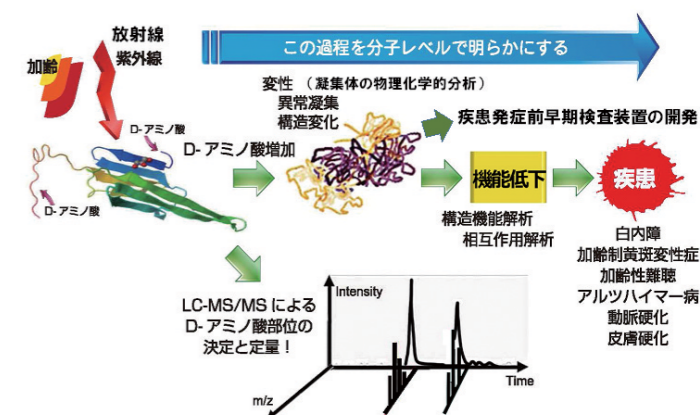 放射線
紫外線
加齢
この過程を分子レベルで明らかにする
変性 (凝集体の物理化学的分析)
異常凝集
構造変化
疾患発症前早期検査装置の開発
D-アミノ酸
D-アミノ酸増加
D-アミノ酸
機能低下
疾患
構造機能解析
相互作用解析
白内障
加齢制黄斑変性症
加齢性難聴
アルツハイマー病
動脈硬化
皮膚硬化
LC-MS/MS による
D-アミノ酸部位の
決定と定量！
Intensity
Time
m/z